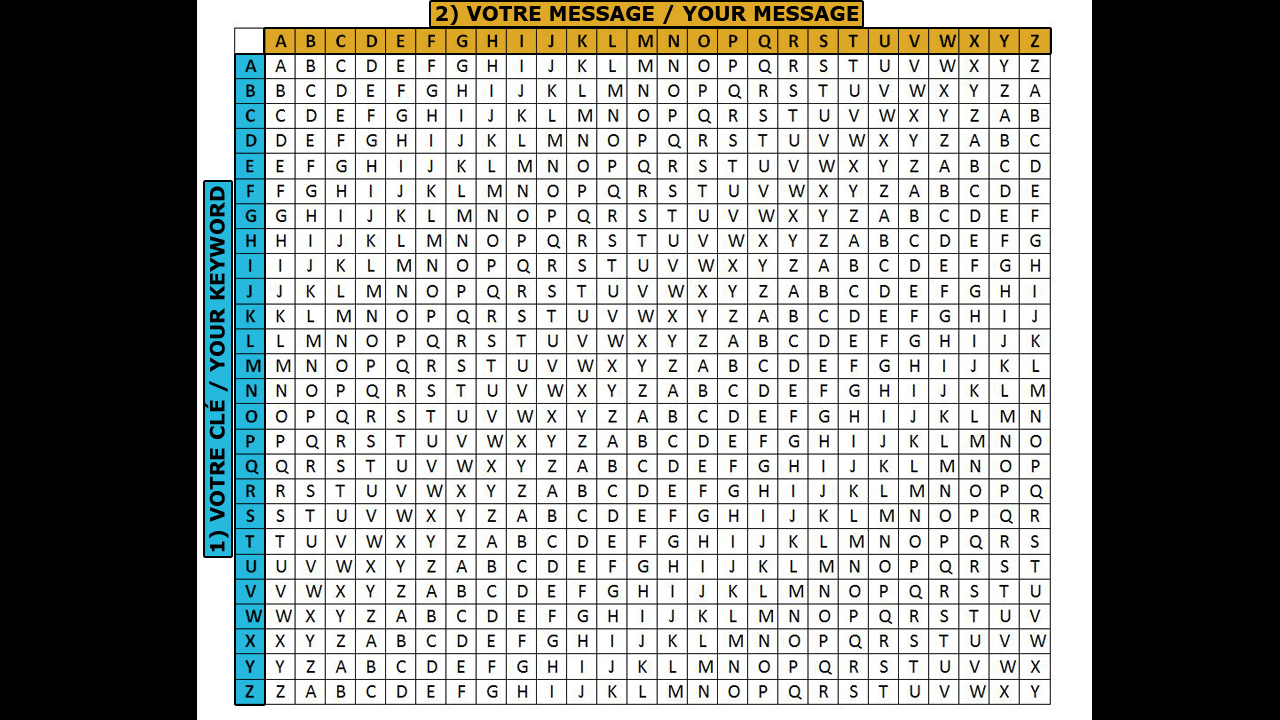 2) VOTRE MESSAGE / YOUR MESSAGE
1) VOTRE CLÉ / YOUR KEYWORD
A B C D E F G H I J K L M N O P Q R S T U V W X Y Z
A A B C D E F G H I J K L M N O P Q R S T U V W X Y Z
B B C D E F G H I J K L M N O P Q R S T U V W X Y Z A
C C D E F G H I J K L M N O P Q R S T U V W X Y Z A B
D D E F G H I J K L M N O P Q R S T U V W X Y Z A B C
E E F G H I J K L M N O P Q R S T U V W X Y Z A B C D
F F G H I J K L M N O P Q R S T U V W X Y Z A B C D E
G G H I J K L M N O P Q R S T U V W X Y Z A B C D E F
H H I J K L M N O P Q R S T U V W X Y Z A B C D E F G
I I J K L M N O P Q R S T U V W X Y Z A B C D E F G H
J J K L M N O P Q R S T U V W X Y Z A B C D E F G H I
K K L M N O P Q R S T U V W X Y Z A B C D E F G H I J
L L M N O P Q R S T U V W X Y Z A B C D E F G H I J K
M M N O P Q R S T U V W X Y Z A B C D E F G H I J K L
N N O P Q R S T U V W X Y Z A B C D E F G H I J K L M
O O P Q R S T U V W X Y Z A B C D E F G H I J K L M N
P P Q R S T U V W X Y Z A B C D E F G H I J K L M N O
Q Q R S T U V W X Y Z A B C D E F G H I J K L M N O P
R R S T U V W X Y Z A B C D E F G H I J K L M N O P Q
S S T U V W X Y Z A B C D E F G H I J K L M N O P Q R
T T U V W X Y Z A B C D E F G H I J K L M N O P Q R S
U U V W X Y Z A B C D E F G H I J K L M N O P Q R S T
V V W X Y Z A B C D E F G H I J K L M N O P Q R S T U
W W X Y Z A B C D E F G H I J K L M N O P Q R S T U V
X X Y Z A B C D E F G H I J K L M N O P Q R S T U V W
Y Y Z A B C D E F G H I J K L M N O P Q R S T U V W X
Z Z A B C D E F G H I J K L M N O P Q R S T U V W X Y